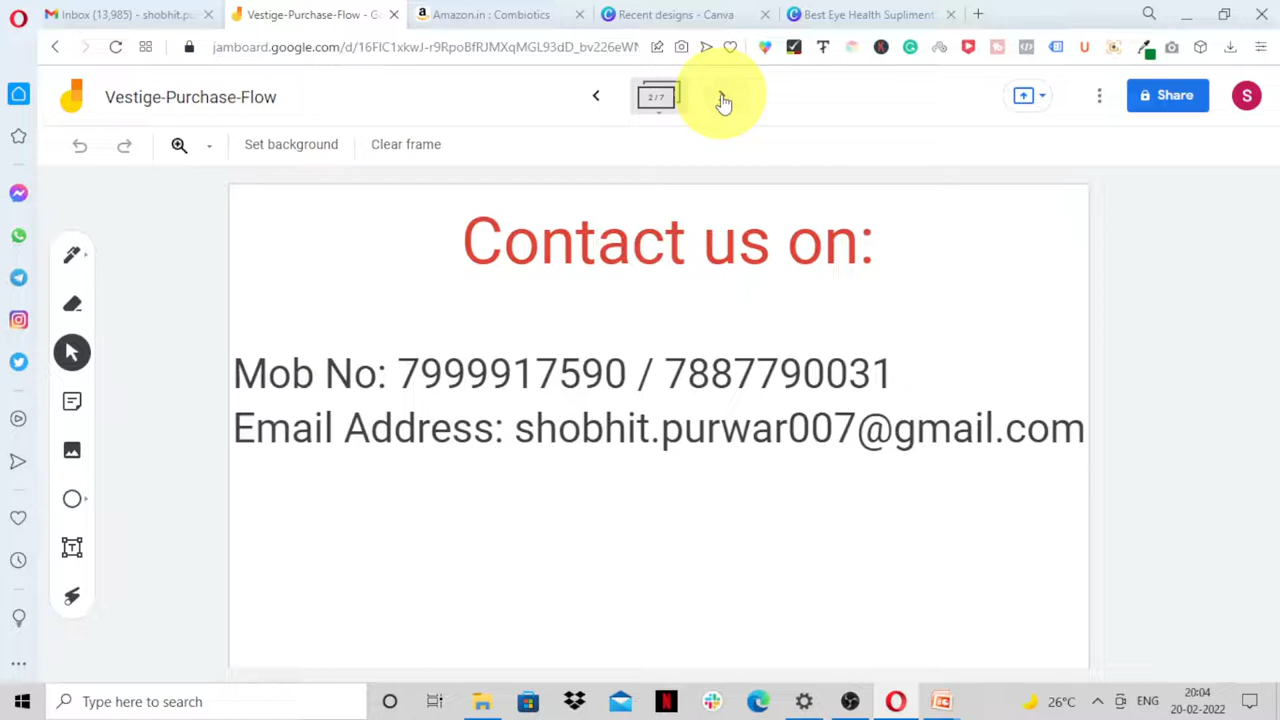 Inbox (13,985) - shobhit.pu
Vestige-Purchase-Flow - Go
Amazon.in : Combiotics
Recent designs - Canva
Best Eye Health Supliment
jamboard.google.com/d/16FIC1xkwJ-r9RpoBfRJMXqMGL93dD_bv226eWN
Vestige-Purchase-Flow
2 / 7
Share
S
Set background
Clear frame
Contact us on:
Mob No: 7999917590 / 7887790031
Email Address: shobhit.purwar007@gmail.com
Type here to search
26°C
ENG
20:04
20-02-2022